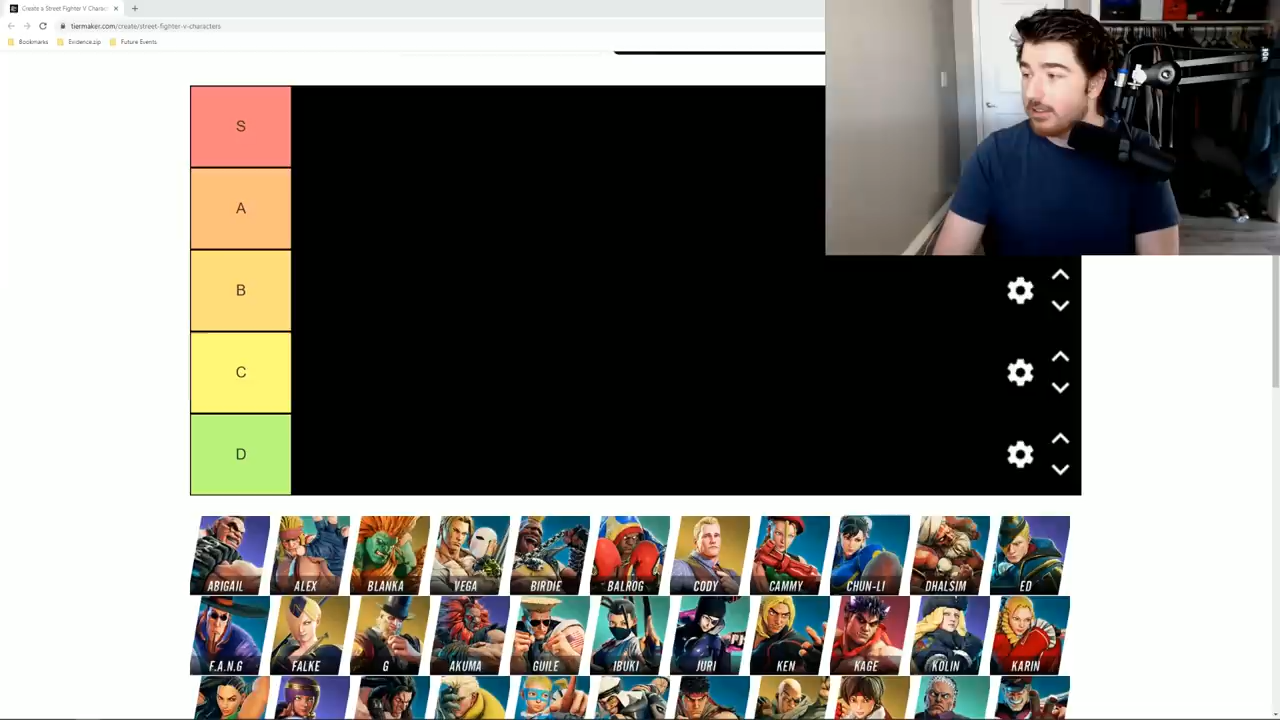 Create a Street Fighter V Charac
tiermaker.com/create/street-fighter-v-characters
Bookmarks Evidence.zip Future Events
S
A
B
C
D
ABIGAIL ALEX BLANKA VEGA BIRDIE BALROG CODY CAMMY CHUN-LI DHALSIM ED
F.A.N.G FALKE G AKUMA GUILE IBUKI JURI KEN KAGE KOLIN KARIN